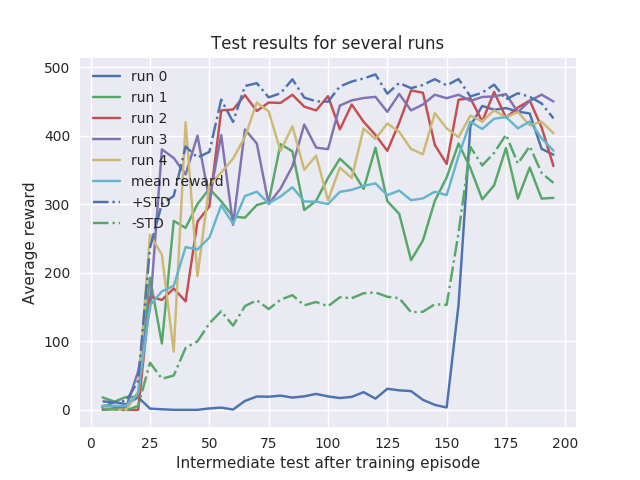 Test results for several runs
500
400
300
200
100
0
Average reward
run 0
run 1
run 2
run 3
run 4
mean reward
+STD
-STD
0 25 50 75 100 125 150 175 200
Intermediate test after training episode